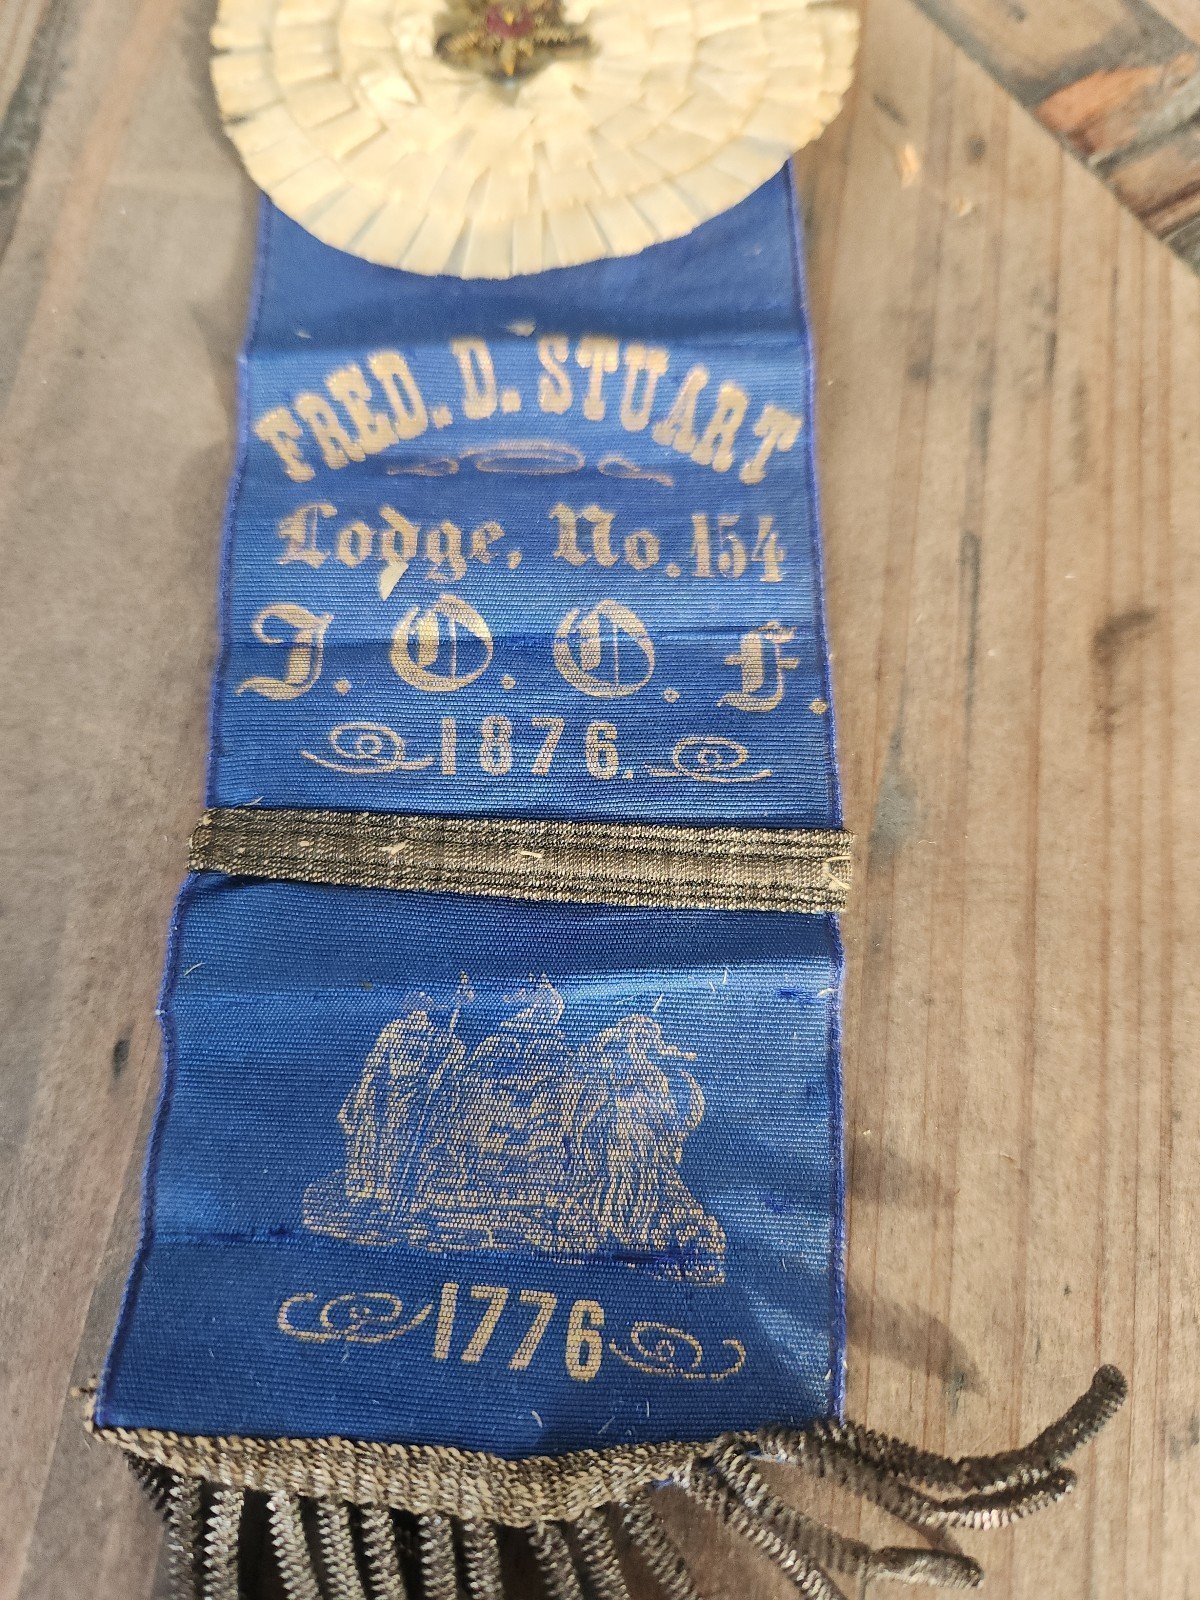 FRED. D. STUART
Lodge, No. 154
I. O. O. F.
1876.
1776